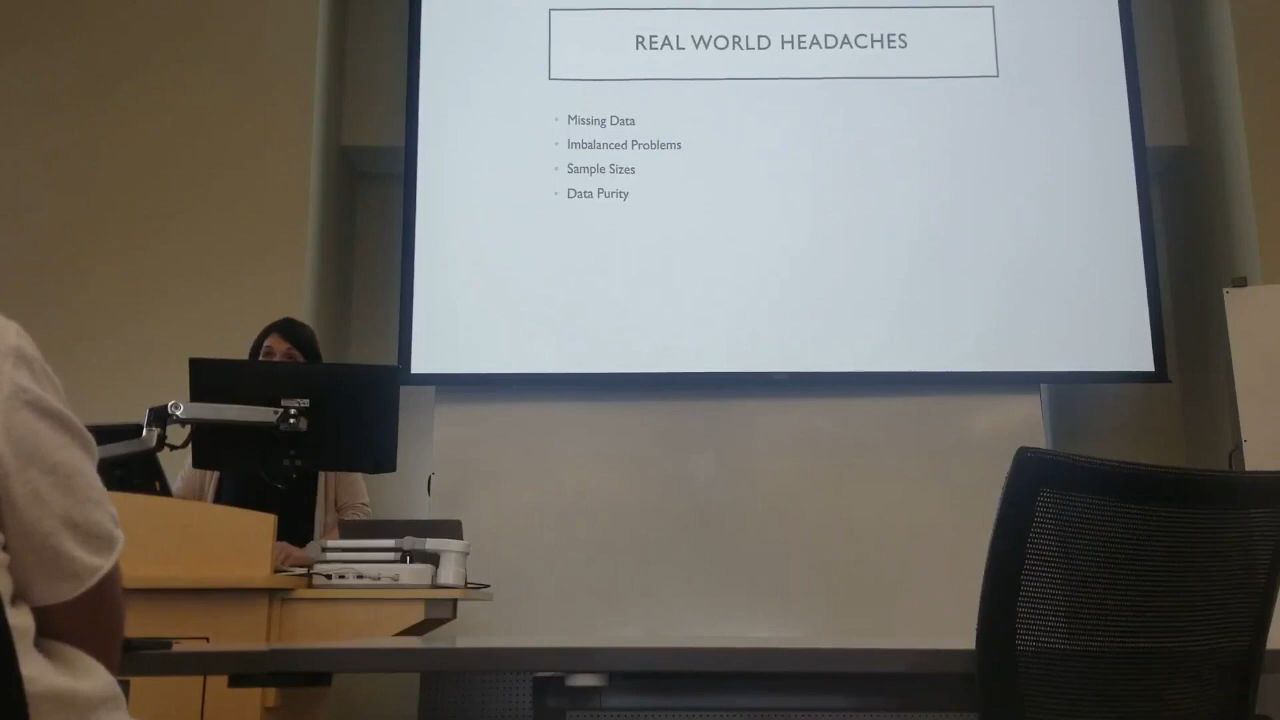 REAL WORLD HEADACHES
Missing Data
Imbalanced Problems
Sample Sizes
Data Purity